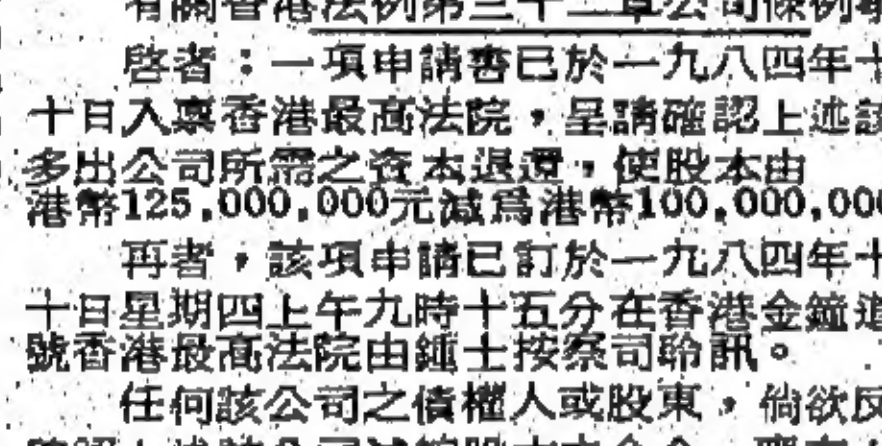 有關香港法例第三十二章公司條例
啓者：一項申請書已於一九八四年十
十日入禀香港最高法院，呈請確認上述該
多出公司所需之資本退還，使股本由
港幣125,000,000元減爲港幣100,000,000
再者，該項申請已訂於一九八四年十
十日星期四上午九時十五分在香港金鐘道
號香港最高法院由鍾士按察司聆訊。
任何該公司之債權人或股東，倘欲反